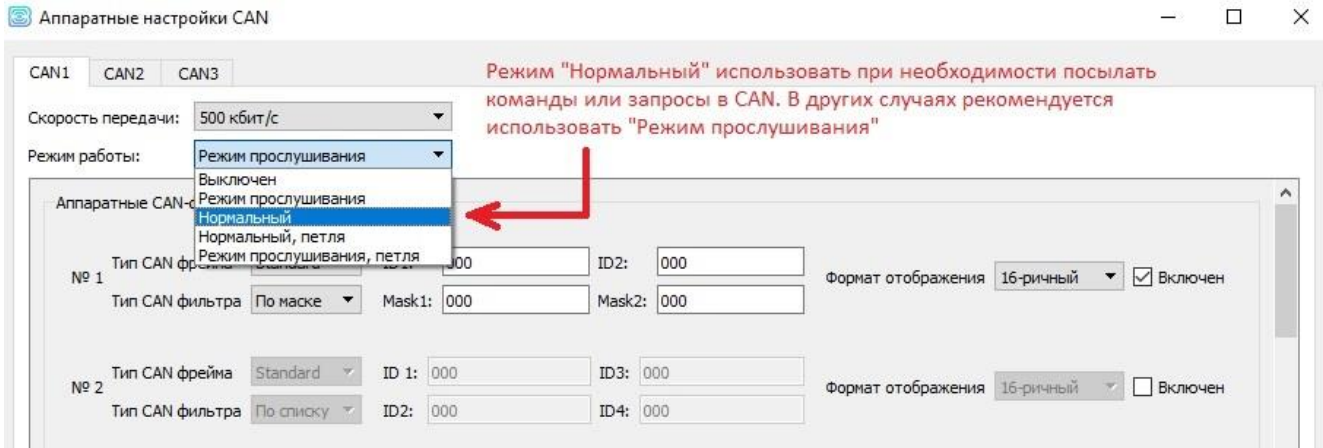 Аппаратные настройки CAN
CAN1 CAN2 CAN3
Режим "Нормальный" использовать при необходимости посылать
команды или запросы в CAN. В других случаях рекомендуется
использовать "Режим прослушивания"
Скорость передачи: 500 кбит/с
Режим работы: Режим прослушивания
Выключен
Режим прослушивания
Нормальный
Нормальный, петля
Режим прослушивания, петля
Аппаратные CAN-
№ 1
Тип CAN 000 ID2: 000
Тип CAN фильтра По маске Mask1: 000 Mask2: 000
Формат отображения 16-ричный Включен
№ 2
Тип CAN фрейма Standard ID 1: 000 ID3: 000
Тип CAN фильтра По списку ID2: 000 ID4: 000
Формат отображения 16-ричный Включен